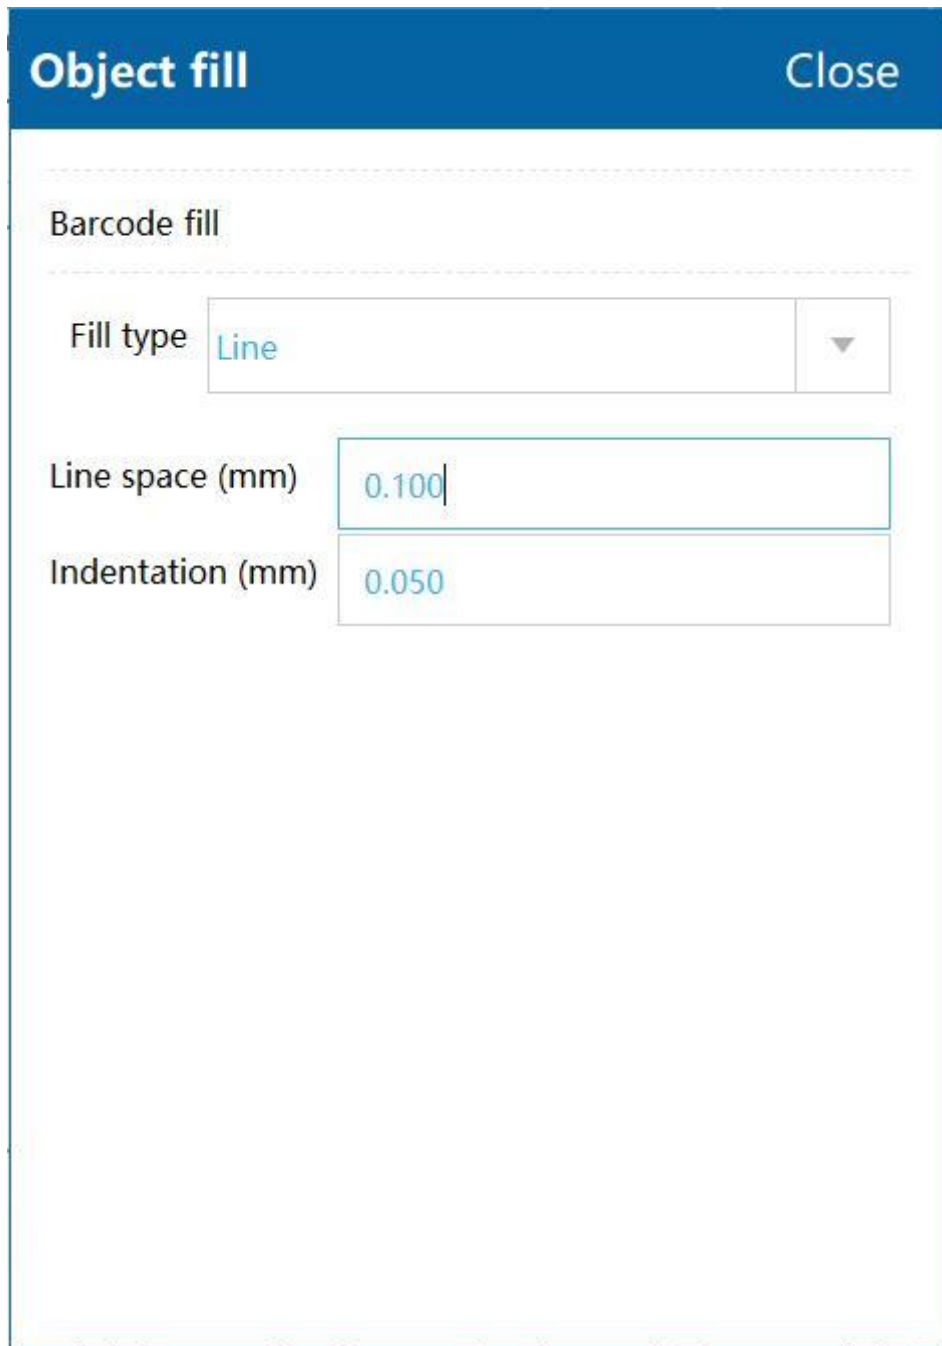 Object fill Close
Barcode fill
Fill type Line
Line space (mm) 0.100
Indentation (mm) 0.050